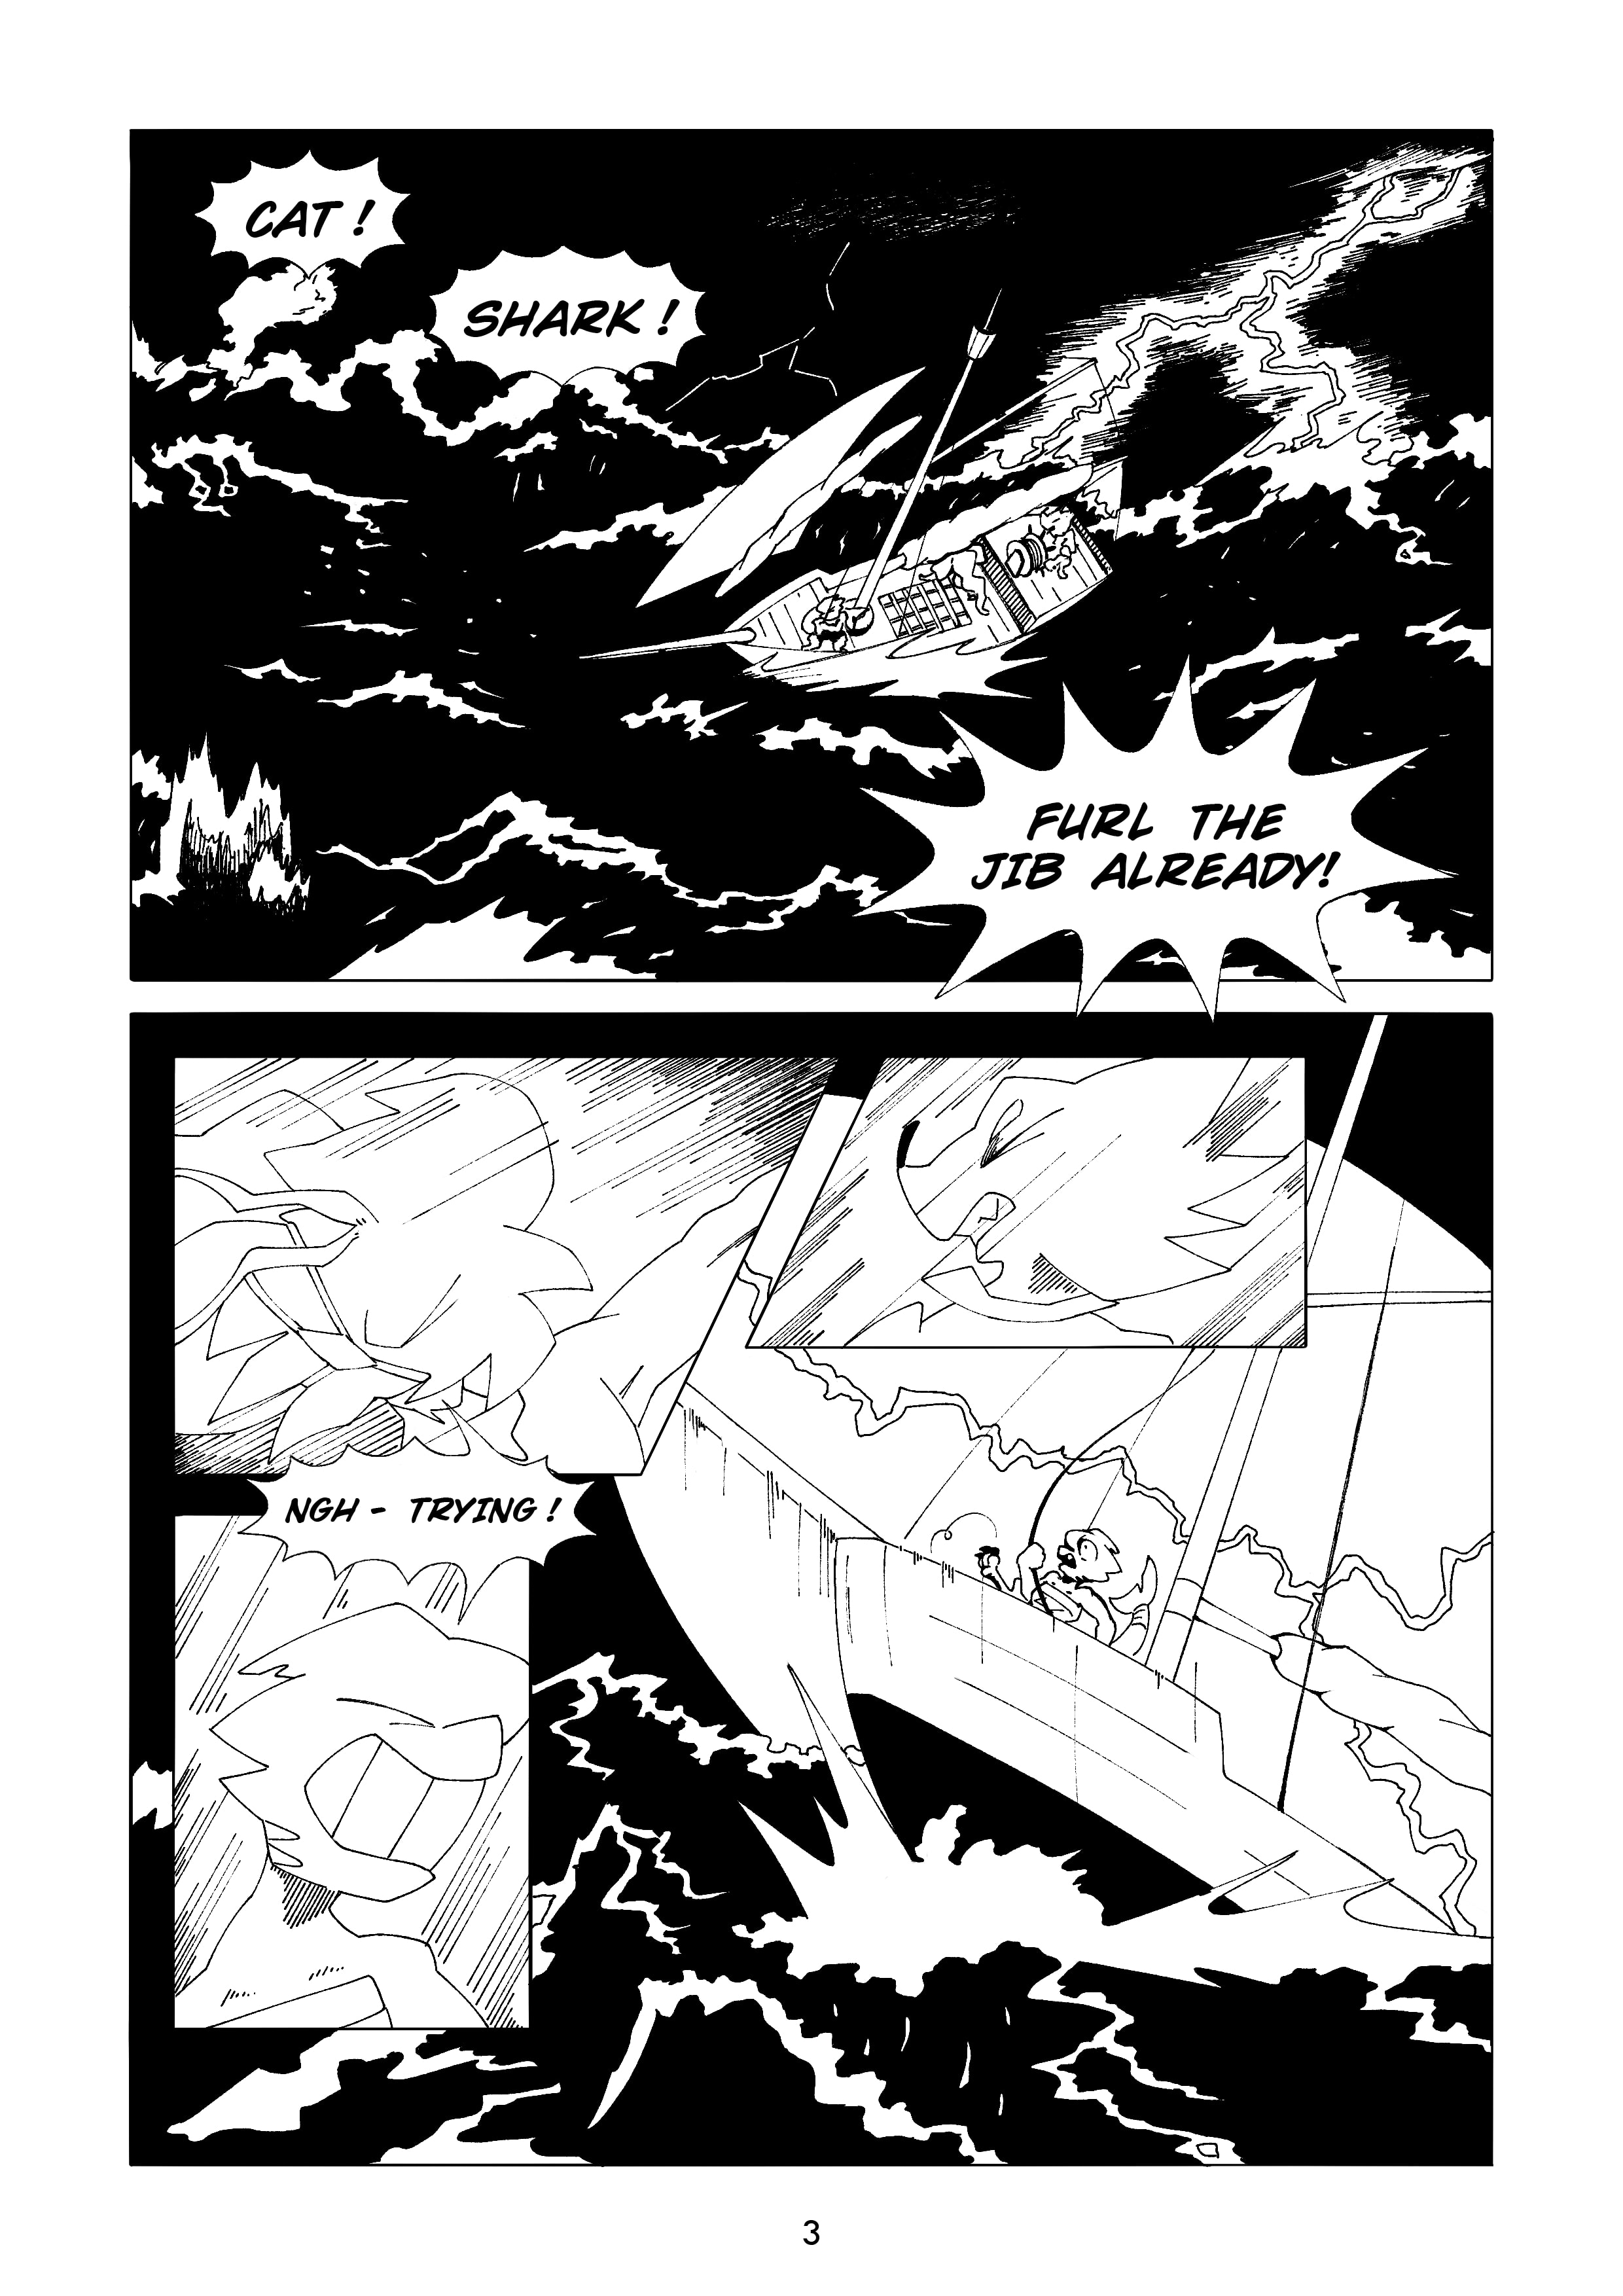 CAT !
SHARK !
FURL THE
JIB ALREADY!
NGH - TRYING !
3